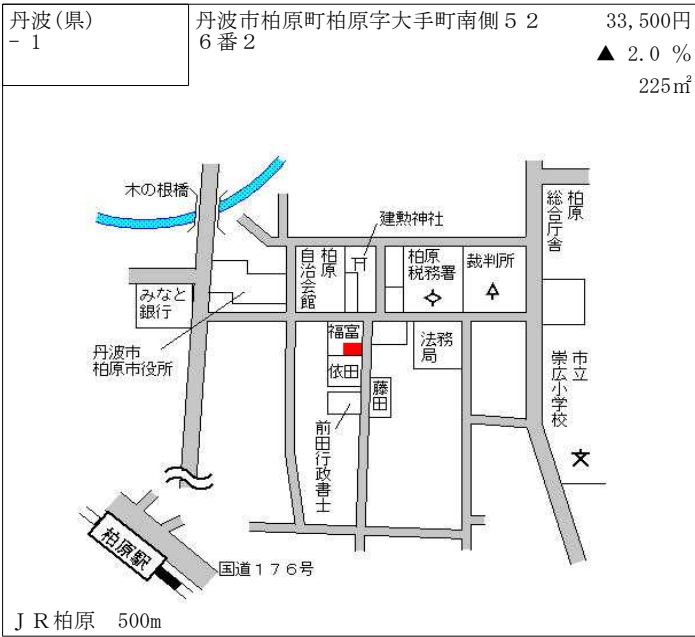 丹波(県)
- 1
丹波市柏原町柏原字大手町南側５２
６番２
33,500円
▲ 2.0 %
225㎡
木の根橋
建勲神社
柏原
総合庁舎
柏原
自治会館
柏原
税務署
裁判所
みなと
銀行
丹波市
柏原市役所
福富
依田
藤田
法務
局
市立
崇広小学校
前田行政書士
柏原駅
国道１７６号
ＪＲ柏原　500m